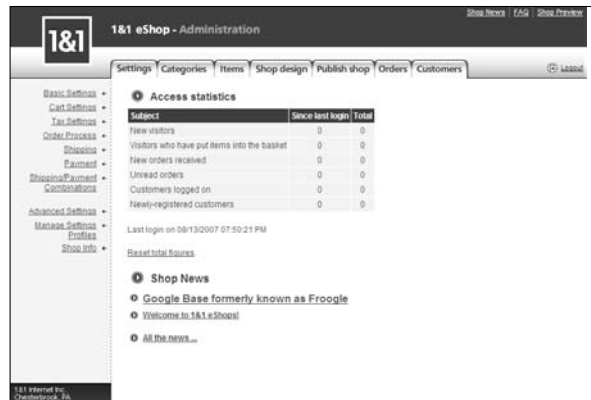 Shop News | FAQ | Shop Preview
1&1
1&1 eShop - Administration
Settings Categories Items Shop design Publish shop Orders Customers
Logout
Basic Settings
Cart Settings
Tax Settings
Order Process
Shipping
Payment
Shipping/Payment
Combinations
Advanced Settings
Manage Settings
Profiles
Shop Info
Access statistics
Subject Since last login Total
New visitors 0 0
Visitors who have put items into the basket 0 0
New orders received 0 0
Unread orders 0 0
Customers logged on 0 0
Newly-registered customers 0 0
Last login on 08/13/2007 07:50:21 PM
Reset total figures
Shop News
Google Base formerly known as Froogle
Welcome to 1&1 eShops!
All the news ...
1&1 Internet Inc.
Chesterbrook, PA